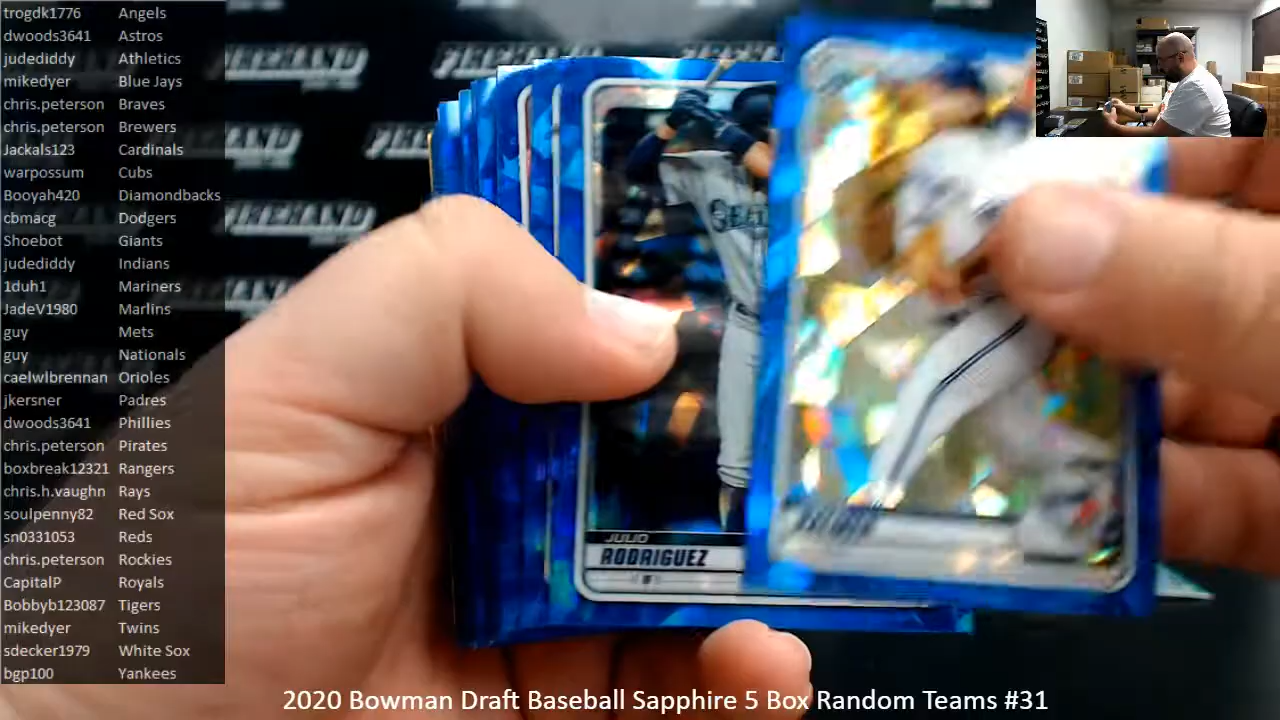 trogdk1776 Angels
dwoods3641 Astros
judediddy Athletics
mikedyer Blue Jays
chris.peterson Braves
chris.peterson Brewers
Jackals123 Cardinals
warpossum Cubs
Booyah420 Diamondbacks
cbmacg Dodgers
Shoebot Giants
judediddy Indians
1duh1 Mariners
JadeV1980 Marlins
guy Mets
guy Nationals
caelwlbrennan Orioles
jkersner Padres
dwoods3641 Phillies
chris.peterson Pirates
boxbreak12321 Rangers
chris.h.vaughn Rays
soulpenny82 Red Sox
sn0331053 Reds
chris.peterson Rockies
CapitalP Royals
Bobbyb123087 Tigers
mikedyer Twins
sdecker1979 White Sox
bgp100 Yankees
FIREHAND
FIREHAND
FIREHAND
FIREHAND
JULIO
RODRIGUEZ
2020 Bowman Draft Baseball Sapphire 5 Box Random Teams #31